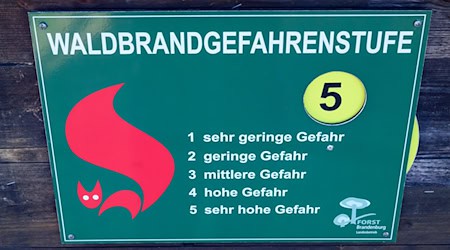 WALDBRANDGEFAHRENSTUFE
5
1 sehr geringe Gefahr
2 geringe Gefahr
3 mittlere Gefahr
4 hohe Gefahr
5 sehr hohe Gefahr
FORST
Brandenburg
Landesbetrieb